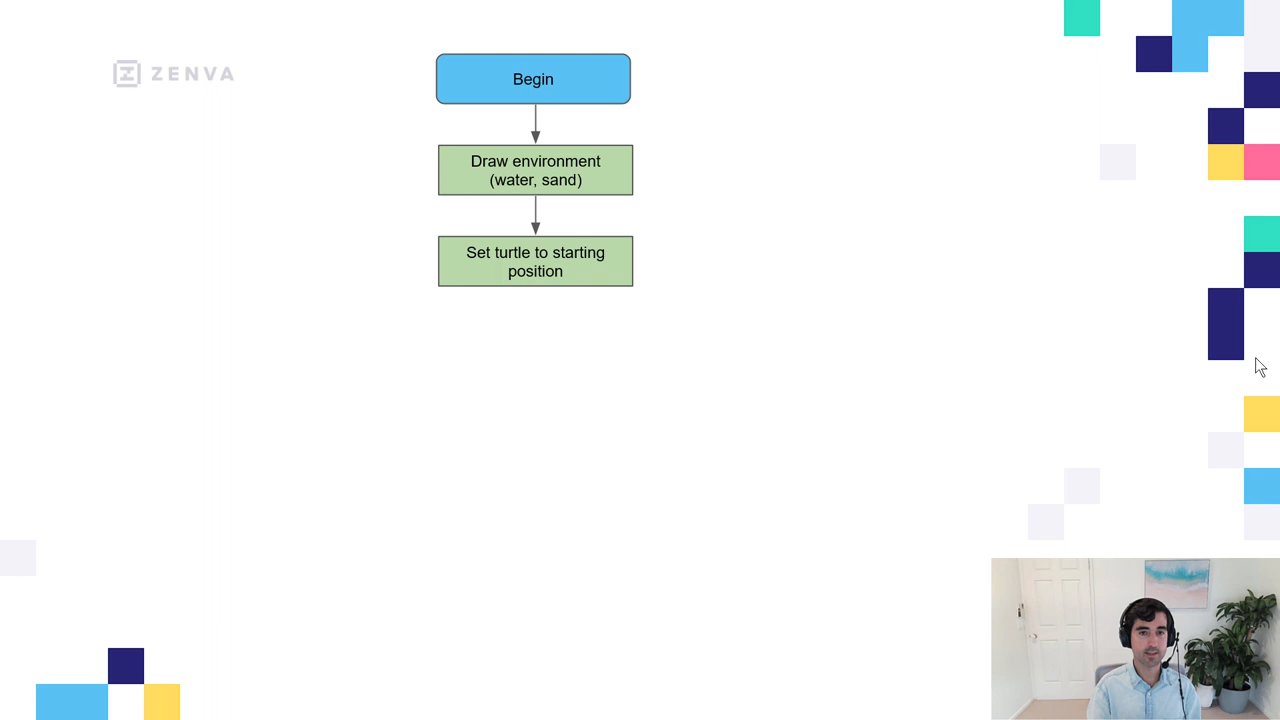 ZENVA
Begin
Draw environment
(water, sand)
Set turtle to starting
position